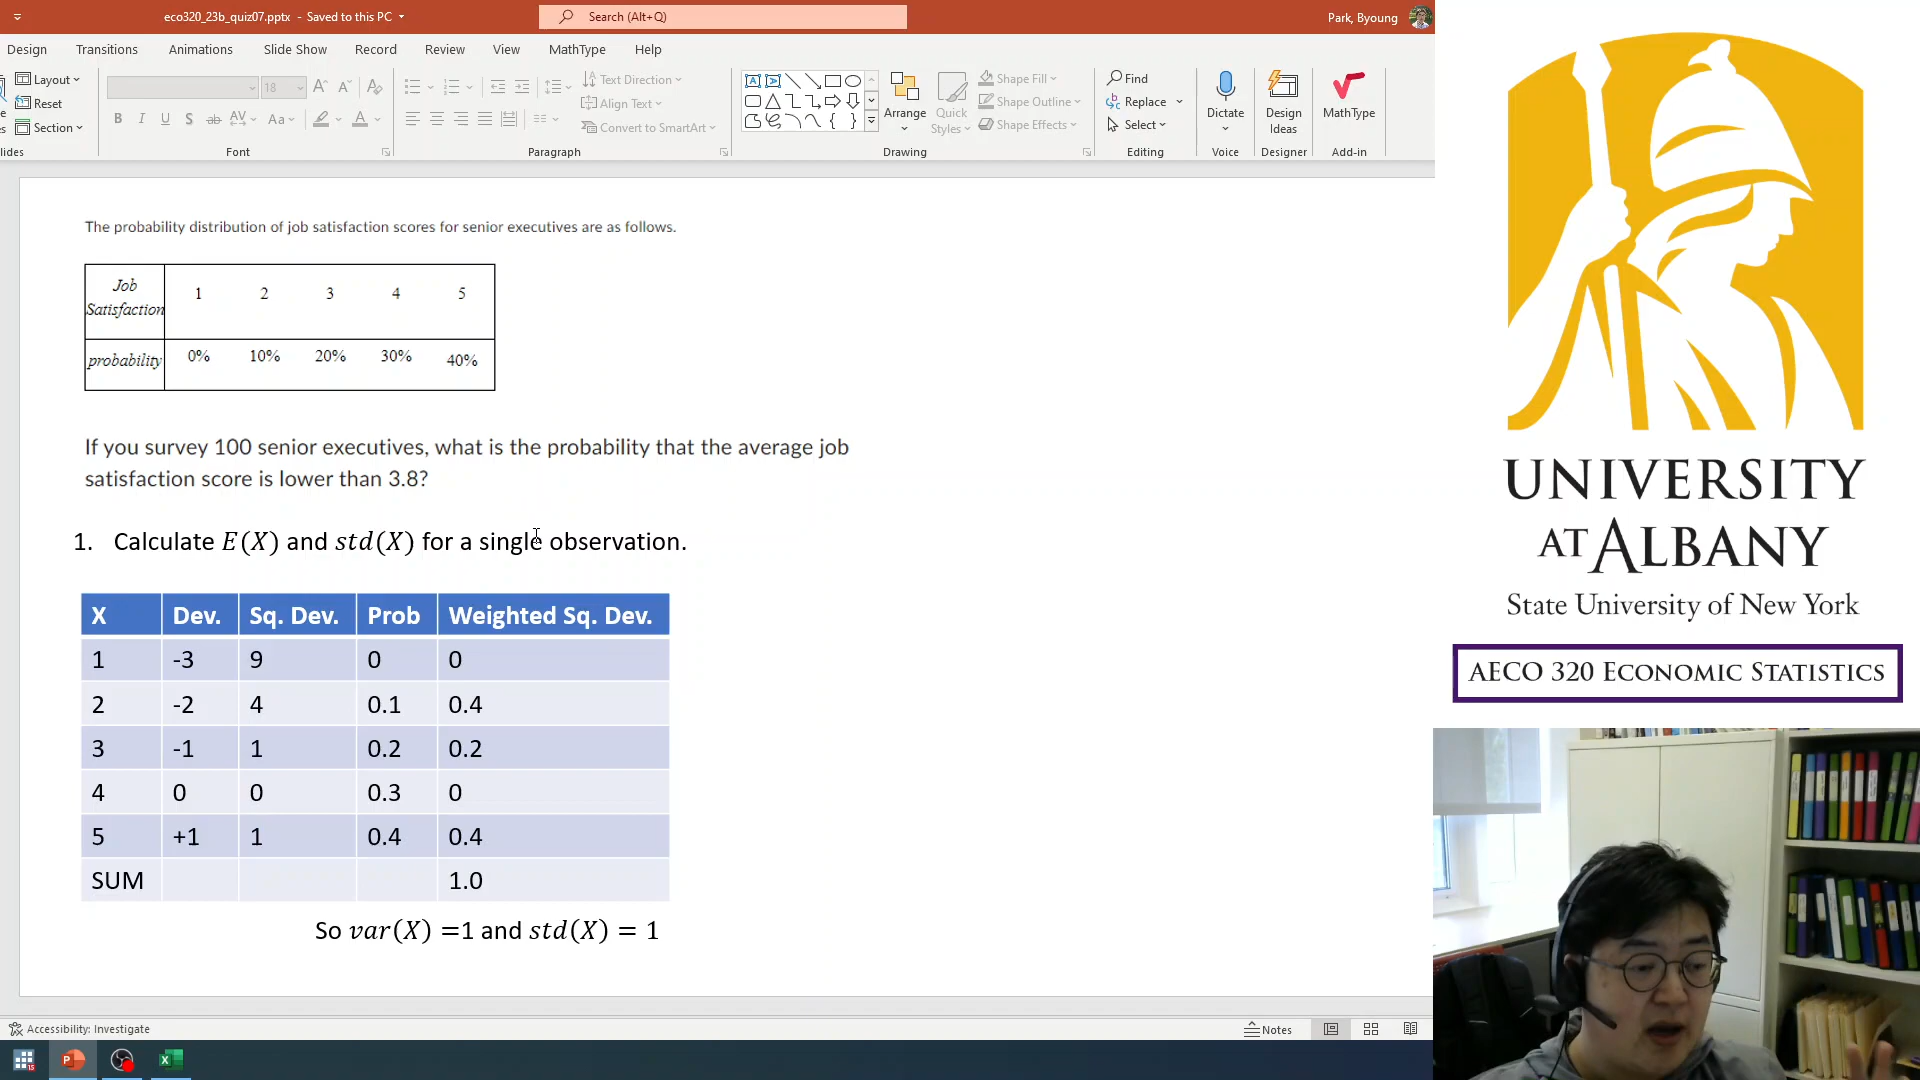 eco320_23b_quiz07.pptx - Saved to this PC
Search (Alt+Q)
Park, Byoung
Design Transitions Animations Slide Show Record Review View MathType Help
Layout
Reset
Section
lides
18
Font
Text Direction
Align Text
Convert to SmartArt
Paragraph
Arrange
Quick
Styles
Shape Fill
Shape Outline
Shape Effects
Drawing
Find
Replace
Select
Editing
Dictate
Voice
Design
Ideas
Designer
MathType
Add-in
The probability distribution of job satisfaction scores for senior executives are as follows.
Job
Satisfaction 1 2 3 4 5
probability 0% 10% 20% 30% 40%
If you survey 100 senior executives, what is the probability that the average job
satisfaction score is lower than 3.8?
1. Calculate E(X) and std(X) for a single observation.
X Dev. Sq. Dev. Prob Weighted Sq. Dev.
1 -3 9 0 0
2 -2 4 0.1 0.4
3 -1 1 0.2 0.2
4 0 0 0.3 0
5 +1 1 0.4 0.4
SUM 1.0
So var(X) =1 and std(X) = 1
Accessibility: Investigate
Notes
UNIVERSITY
AT ALBANY
State University of New York
AECO 320 ECONOMIC STATISTICS